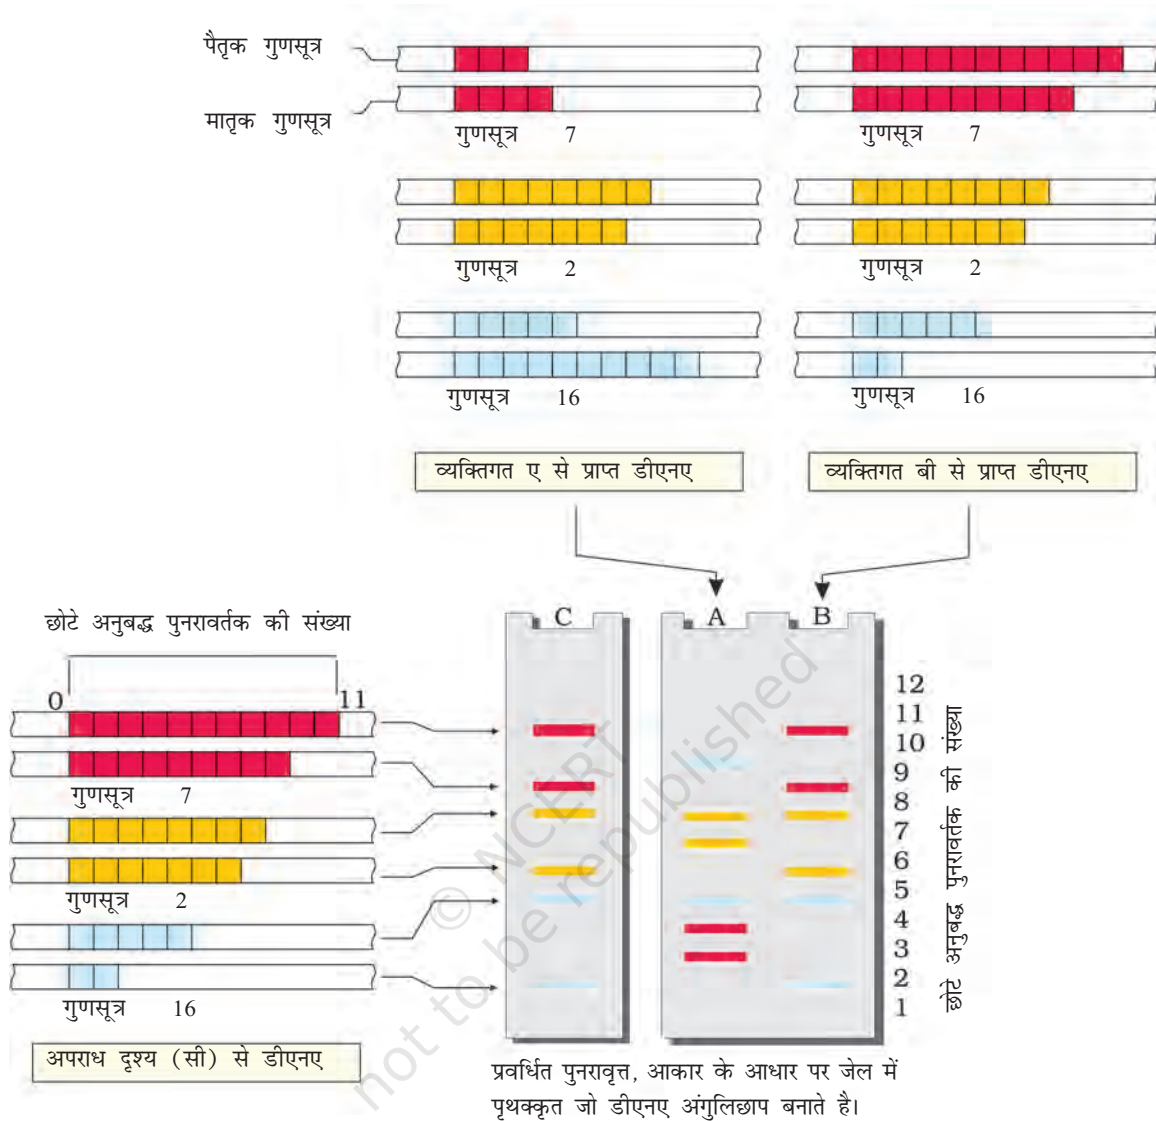 पैतृक गुणसूत्र
मातृक गुणसूत्र
गुणसूत्र 7
गुणसूत्र 7
गुणसूत्र 2
गुणसूत्र 2
गुणसूत्र 16
गुणसूत्र 16
व्यक्तिगत ए से प्राप्त डीएनए
व्यक्तिगत बी से प्राप्त डीएनए
छोटे अनुबद्ध पुनरावर्तक की संख्या
0 11
गुणसूत्र 7
गुणसूत्र 2
गुणसूत्र 16
अपराध दृश्य (सी) से डीएनए
C
A
B
12
11
10
9
8
7
6
5
4
3
2
1
छोटे अनुबद्ध पुनरावर्तक की संख्या
प्रवर्धित पुनरावृत्त, आकार के आधार पर जेल में
पृथक्कृत जो डीएनए अंगुलिछाप बनाते है।
© NCERT
not to be republished